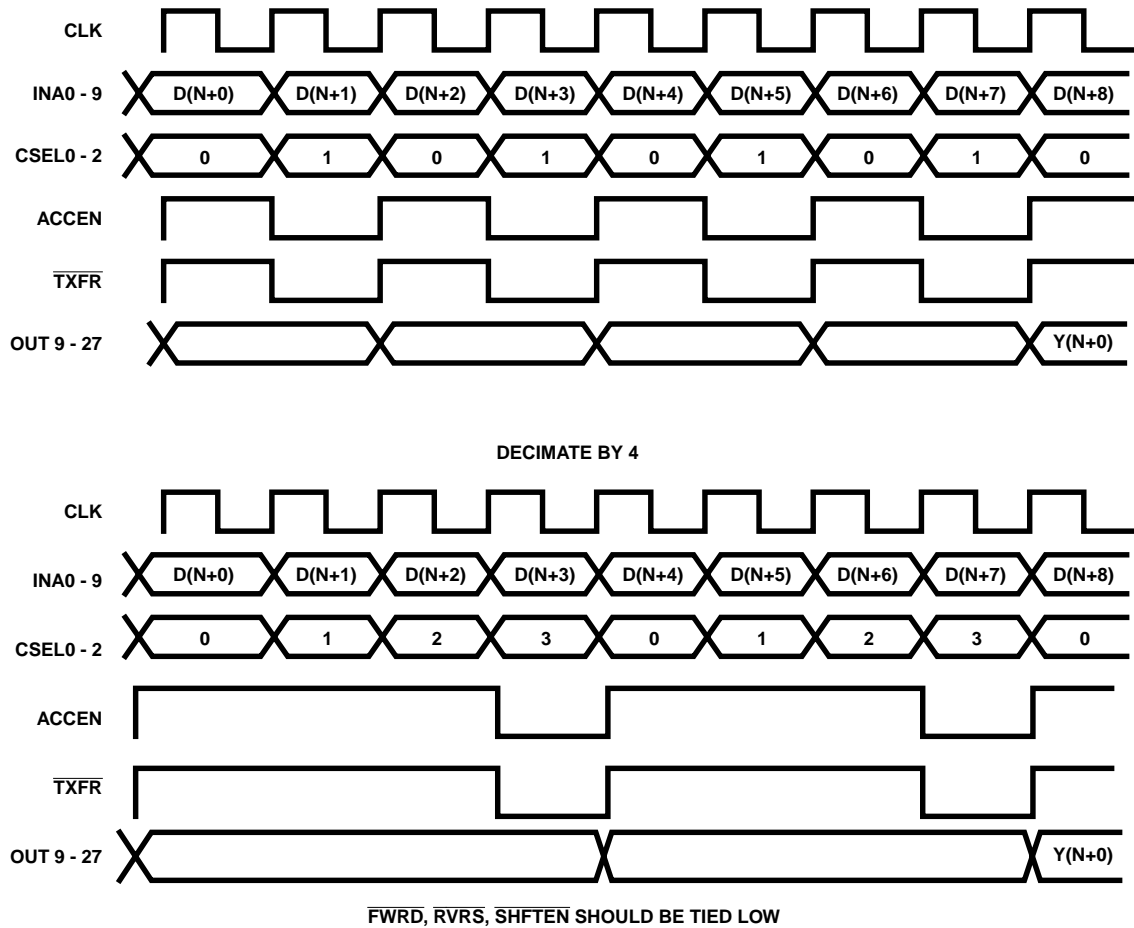 CLK
INA0 - 9 D(N+0) D(N+1) D(N+2) D(N+3) D(N+4) D(N+5) D(N+6) D(N+7) D(N+8)
CSEL0 - 2 0 1 0 1 0 1 0 1 0
ACCEN
TXFR
OUT 9 - 27 Y(N+0)
DECIMATE BY 4
CLK
INA0 - 9 D(N+0) D(N+1) D(N+2) D(N+3) D(N+4) D(N+5) D(N+6) D(N+7) D(N+8)
CSEL0 - 2 0 1 2 3 0 1 2 3 0
ACCEN
TXFR
OUT 9 - 27 Y(N+0)
FWRD, RVRS, SHFTEN SHOULD BE TIED LOW